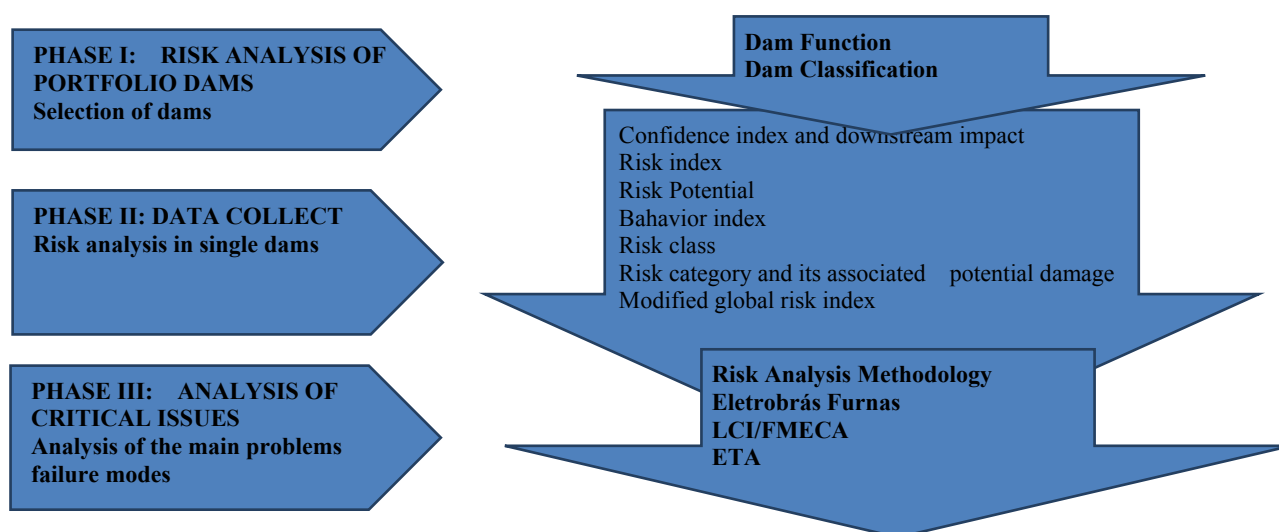 PHASE I: RISK ANALYSIS OF
PORTFOLIO DAMS
Selection of dams
Dam Function
Dam Classification
Confidence index and downstream impact
Risk index
Risk Potential
Bahavior index
Risk class
Risk category and its associated potential damage
Modified global risk index
PHASE II: DATA COLLECT
Risk analysis in single dams
PHASE III: ANALYSIS OF
CRITICAL ISSUES
Analysis of the main problems
failure modes
Risk Analysis Methodology
Eletrobrás Furnas
LCI/FMECA
ETA